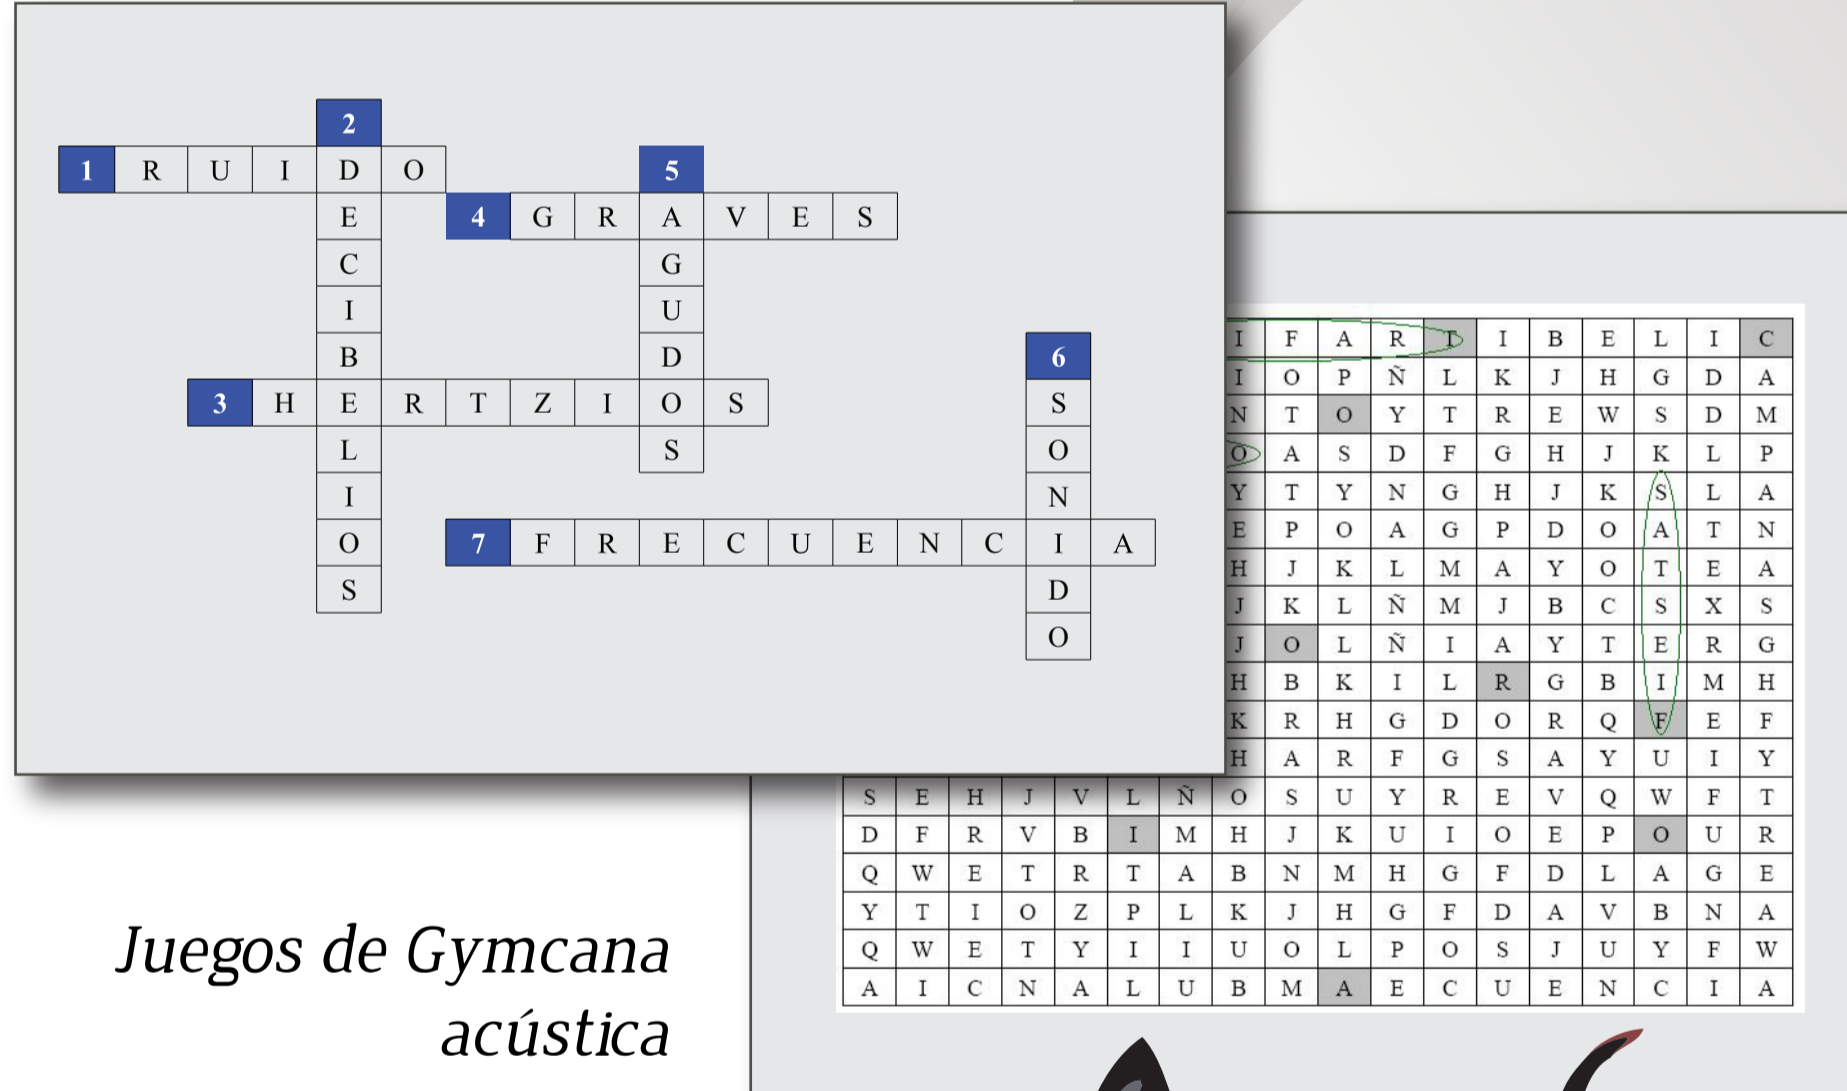 2
1 R U I D O 5
E 4 G R A V E S
C G
I U
B D 6
3 H E R T Z I O S S
L S O
I N
O 7 F R E C U E N C I A
S D
O
I F A R T I B E L I C
I O P Ñ L K J H G D A
N T O Y T R E W S D M
O A S D F G H J K L P
Y T Y N G H J K S L A
E P O A G P D O A T N
H J K L M A Y O T E A
J K L Ñ M J B C S X S
J O L Ñ I A Y T E R G
H B K I L R G B I M H
K R H G D O R Q F E F
H A R F G S A Y U I Y
S E H J V L Ñ O S U Y R E V Q W F T
D F R V B I M H J K U I O E P O U R
Q W E T R T A B N M H G F D L A G E
Y T I O Z P L K J H G F D A V B N A
Q W E T Y I I U O L P O S J U Y F W
A I C N A L U B M A E C U E N C I A
Juegos de Gymcana
acústica